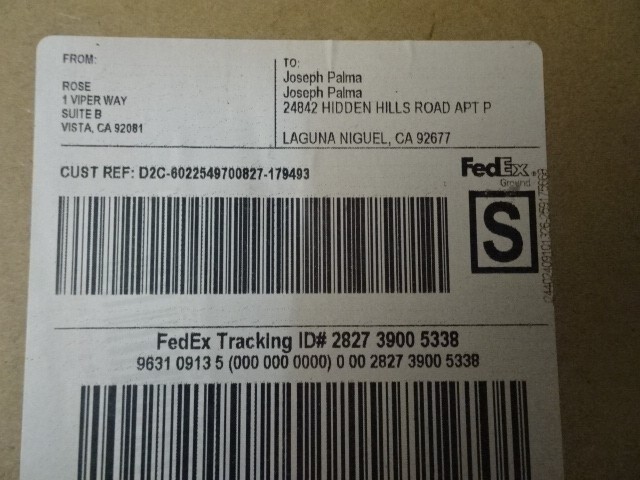 FROM:
ROSE
1 VIPER WAY
SUITE B
VISTA, CA 92081
TO:
Joseph Palma
Joseph Palma
24842 HIDDEN HILLS ROAD APT P
LAGUNA NIGUEL, CA 92677
CUST REF: D2C-6022549700827-179493
FedEx®
Ground
S
FedEx Tracking ID# 2827 3900 5338
9631 0913 5 (000 000 0000) 0 00 2827 3900 5338